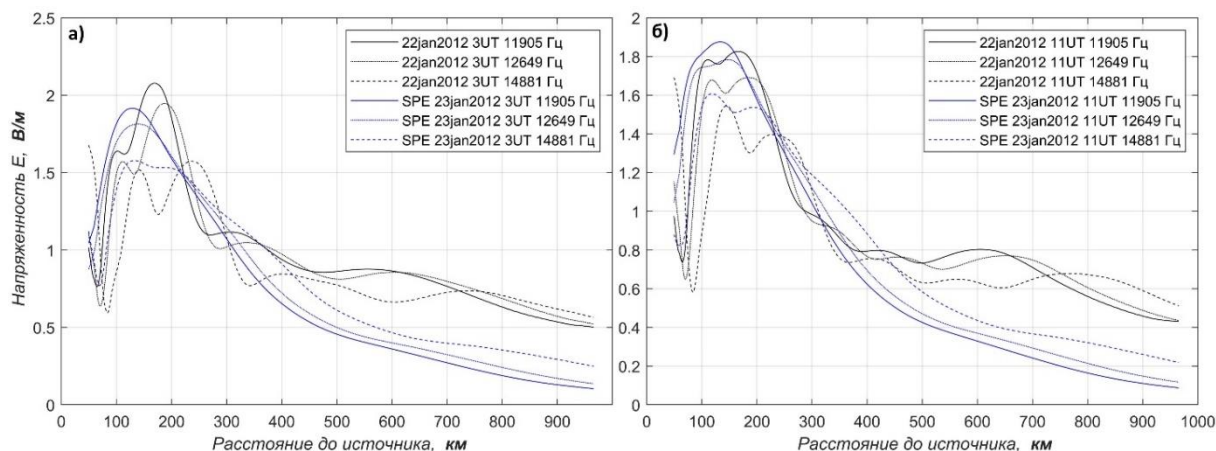 а)
22jan2012 3UT 11905 Гц
22jan2012 3UT 12649 Гц
22jan2012 3UT 14881 Гц
SPE 23jan2012 3UT 11905 Гц
SPE 23jan2012 3UT 12649 Гц
SPE 23jan2012 3UT 14881 Гц
Напряженность E, В/м
2.5
2
1.5
1
0.5
0
0 100 200 300 400 500 600 700 800 900
Расстояние до источника, км
б)
22jan2012 11UT 11905 Гц
22jan2012 11UT 12649 Гц
22jan2012 11UT 14881 Гц
SPE 23jan2012 11UT 11905 Гц
SPE 23jan2012 11UT 12649 Гц
SPE 23jan2012 11UT 14881 Гц
2
1.8
1.6
1.4
1.2
1
0.8
0.6
0.4
0.2
0
0 100 200 300 400 500 600 700 800 900 1000
Расстояние до источника, км